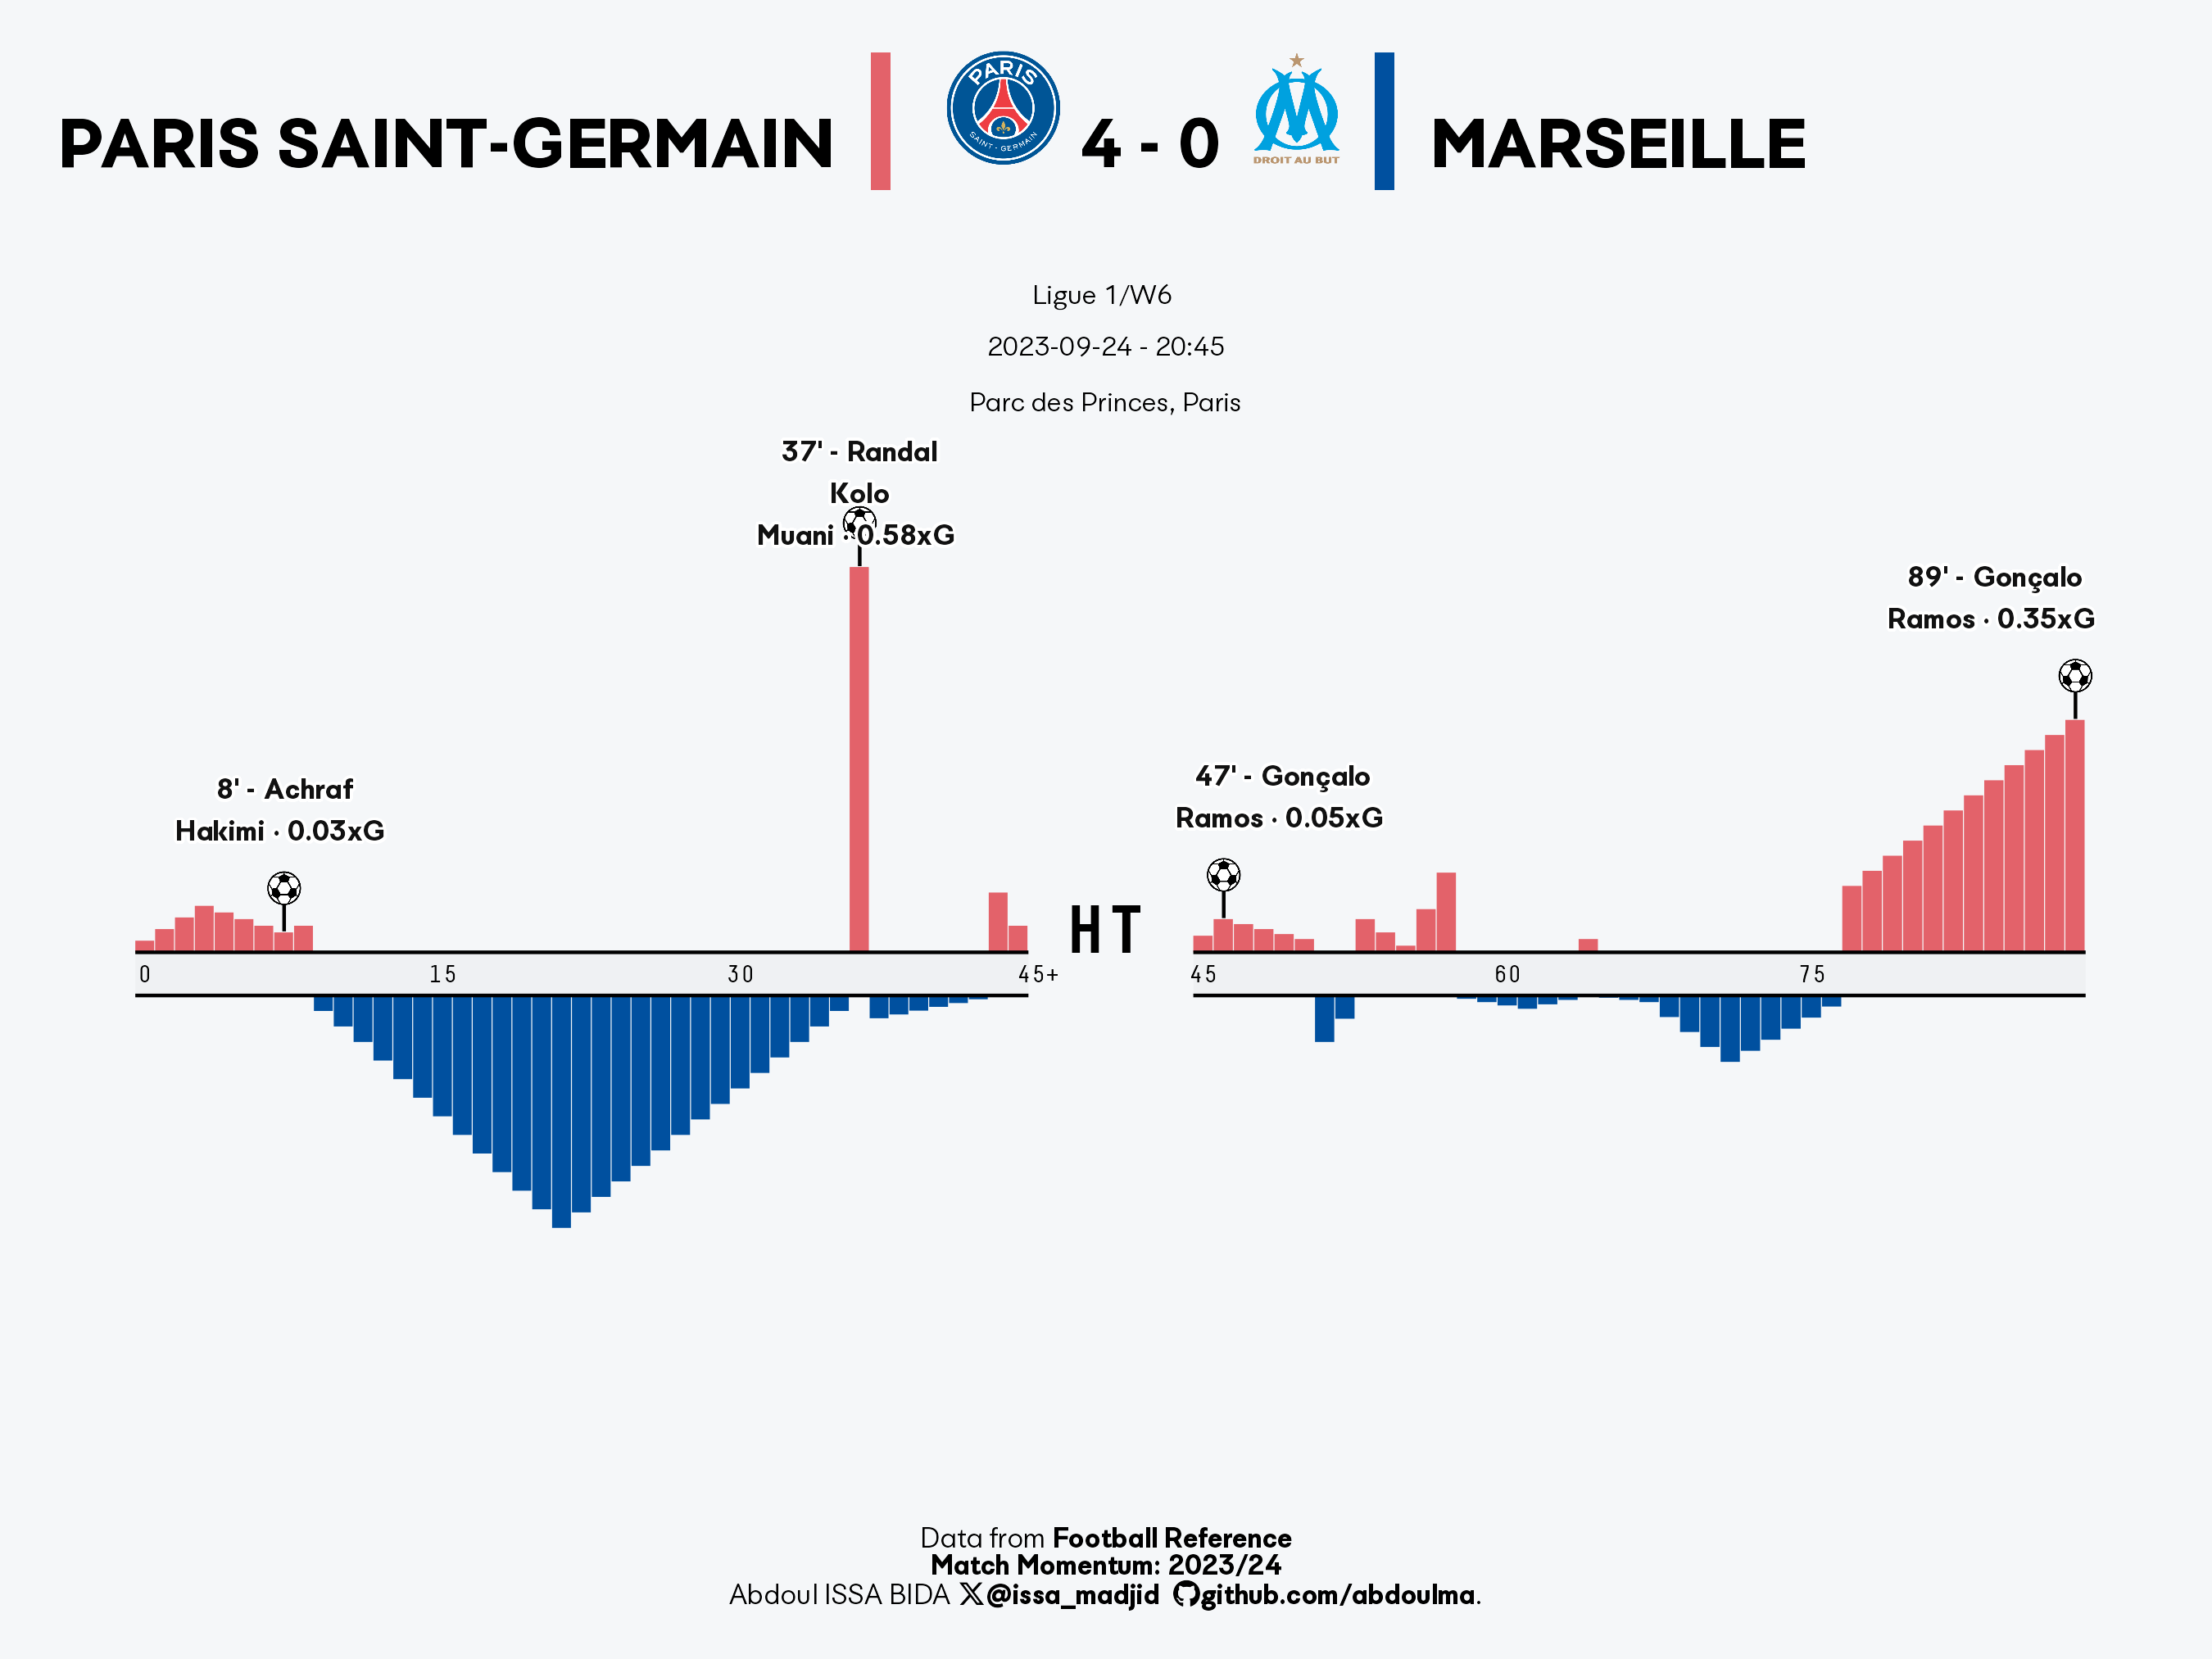 PARIS SAINT-GERMAIN
PARIS
SAINT-GERMAIN
4 - 0
DROIT AU BUT
MARSEILLE
Ligue 1/W6
2023-09-24 - 20:45
Parc des Princes, Paris
37' - Randal
Kolo
Muani · 0.58xG
89' - Gonçalo
Ramos · 0.35xG
8' - Achraf
Hakimi · 0.03xG
47' - Gonçalo
Ramos · 0.05xG
HT
0 15 30 45+
45 60 75
Data from Football Reference
Match Momentum: 2023/24
Abdoul ISSA BIDA 𝕏@issa_madjid github.com/abdoulma.